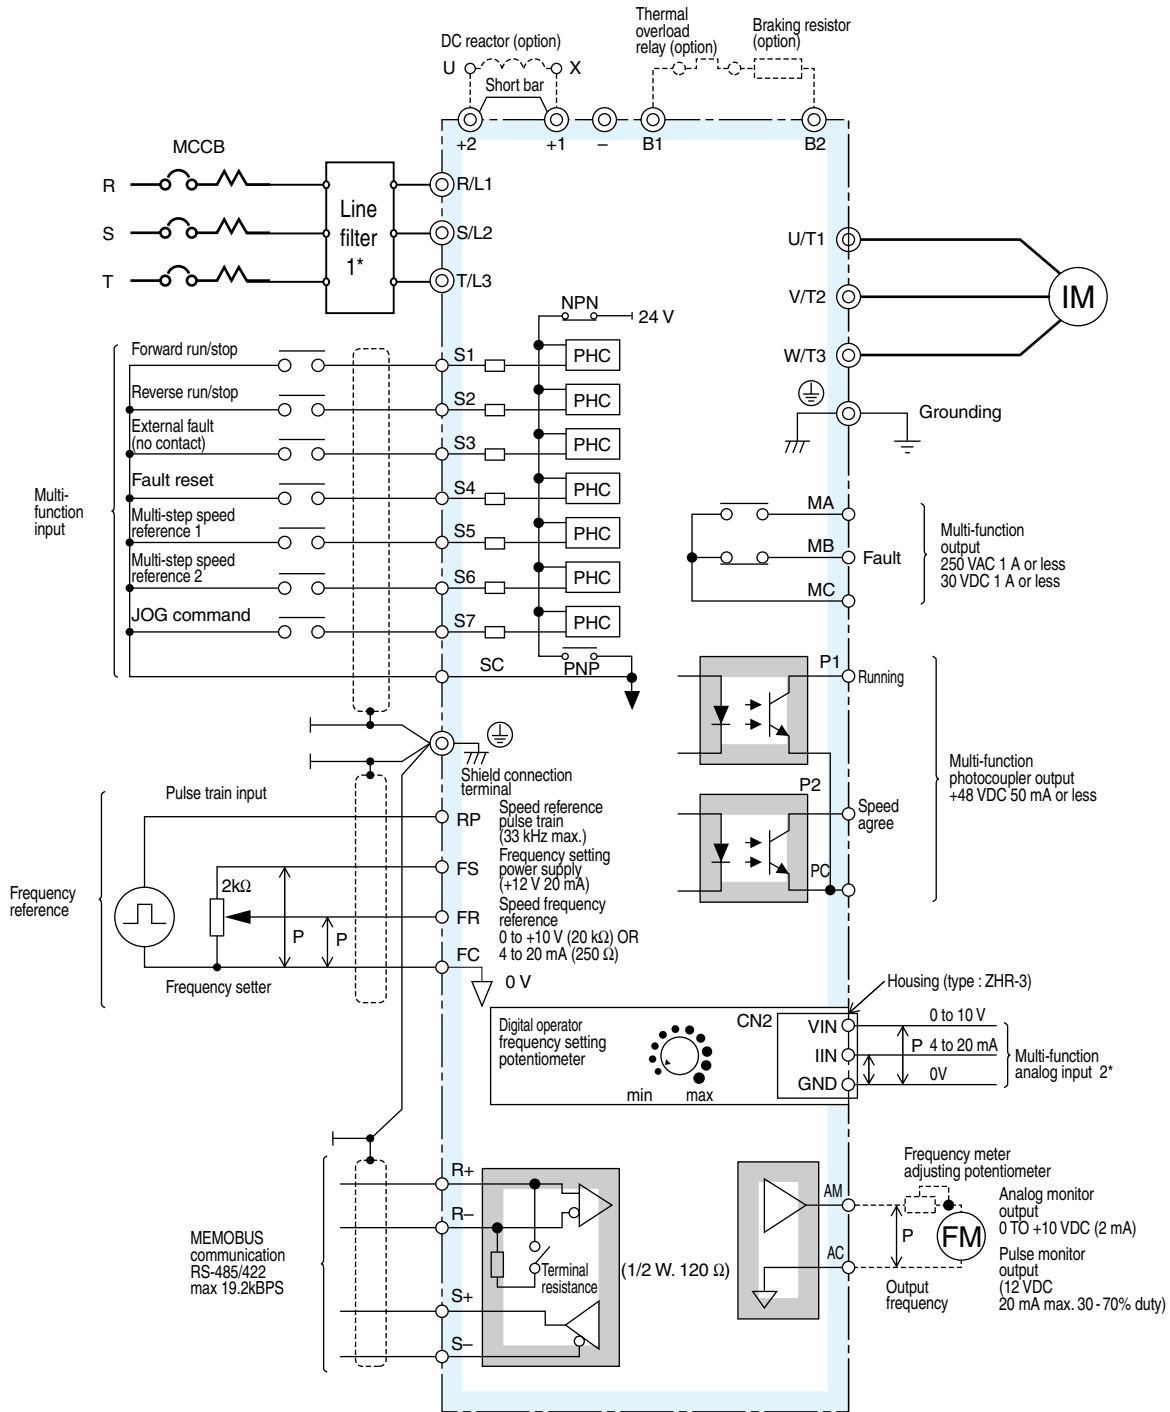 DC reactor (option)
U
X
Short bar
Thermal
overload
relay (option)
Braking resistor
(option)
+2
+1
–
B1
B2
MCCB
R
S
T
Line
filter
1*
R/L1
S/L2
T/L3
U/T1
V/T2
W/T3
IM
Grounding
NPN
24 V
Multi-
function
input
Forward run/stop
S1
PHC
Reverse run/stop
S2
PHC
External fault
(no contact)
S3
PHC
Fault reset
S4
PHC
Multi-step speed
reference 1
S5
PHC
Multi-step speed
reference 2
S6
PHC
JOG command
S7
PHC
SC
PNP
MA
MB
MC
Fault
Multi-function
output
250 VAC 1 A or less
30 VDC 1 A or less
P1
Running
P2
Speed
agree
PC
Multi-function
photocoupler output
+48 VDC 50 mA or less
Shield connection
terminal
Frequency
reference
Pulse train input
RP
Speed reference
pulse train
(33 kHz max.)
2kΩ
FS
Frequency setting
power supply
(+12 V 20 mA)
P
P
FR
Speed frequency
reference
0 to +10 V (20 kΩ) OR
4 to 20 mA (250 Ω)
FC
0 V
Frequency setter
Digital operator
frequency setting
potentiometer
min
max
CN2
Housing (type : ZHR-3)
VIN
IIN
GND
0 to 10 V
P
4 to 20 mA
0V
Multi-function
analog input 2*
MEMOBUS
communication
RS-485/422
max 19.2kBPS
R+
R–
S+
S–
Terminal
resistance
(1/2 W. 120 Ω)
AM
AC
P
FM
Frequency meter
adjusting potentiometer
Output
frequency
Analog monitor
output
0 TO +10 VDC (2 mA)
Pulse monitor
output
(12 VDC
20 mA max. 30 - 70% duty)